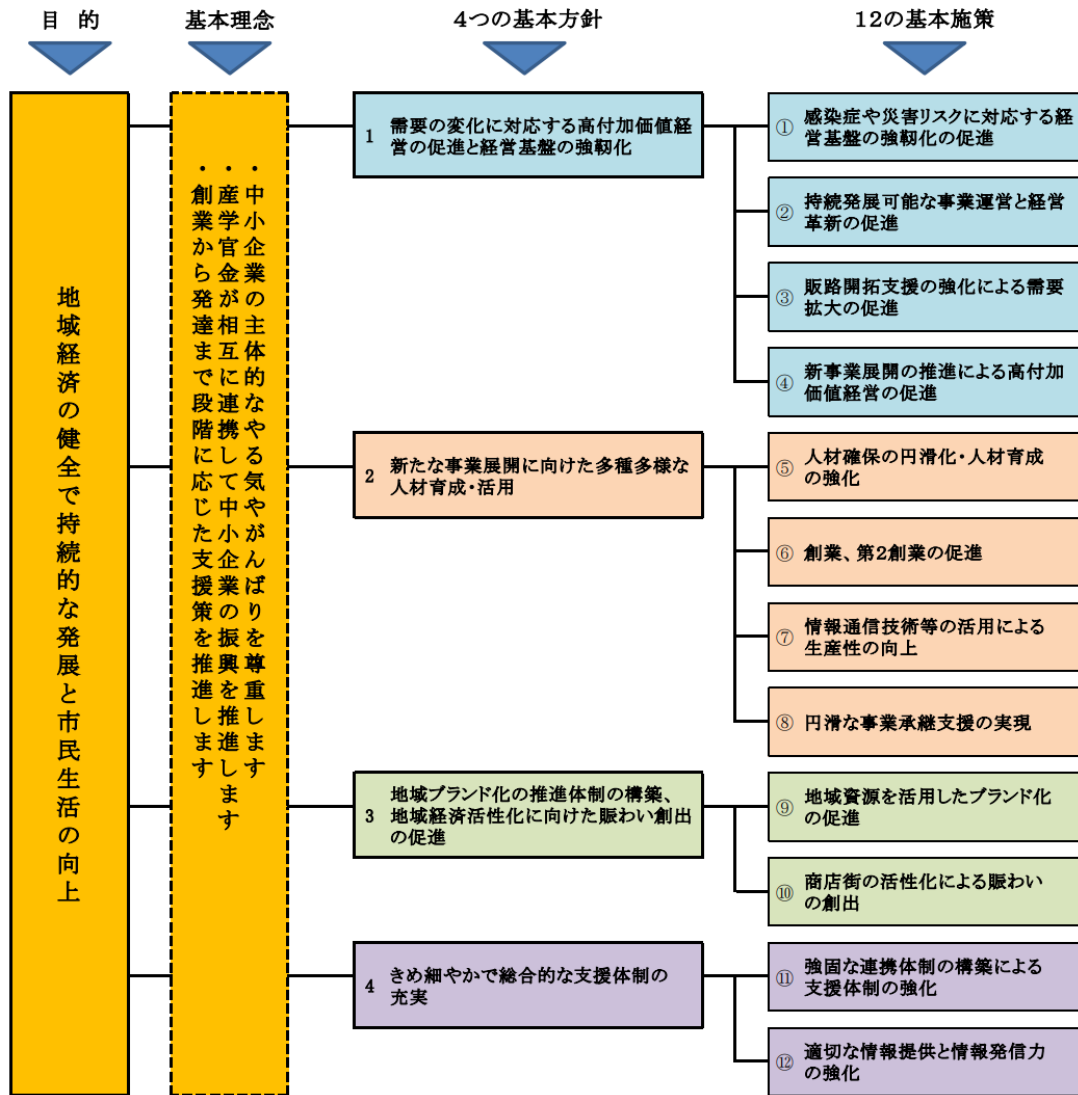 目 的
基本理念
4つの基本方針
12の基本施策
地域経済の健全で持続的な発展と市民生活の向上
・中小企業の主体的なやる気やがんばりを尊重します
・産学官金が相互に連携して中小企業の振興を推進します
・創業から発達まで段階に応じた支援策を推進します
1 需要の変化に対応する高付加価値経
営の促進と経営基盤の強靭化
① 感染症や災害リスクに対応する経
営基盤の強靭化の促進
② 持続発展可能な事業運営と経営
革新の促進
③ 販路開拓支援の強化による需要
拡大の促進
④ 新事業展開の推進による高付加
価値経営の促進
2 新たな事業展開に向けた多種多様な
人材育成・活用
⑤ 人材確保の円滑化・人材育成
の強化
⑥ 創業、第2創業の促進
⑦ 情報通信技術等の活用による
生産性の向上
⑧ 円滑な事業承継支援の実現
3 地域ブランド化の推進体制の構築、
地域経済活性化に向けた賑わい創出
の促進
⑨ 地域資源を活用したブランド化
の促進
⑩ 商店街の活性化による賑わい
の創出
4 きめ細やかで総合的な支援体制の
充実
⑪ 強固な連携体制の構築による
支援体制の強化
⑫ 適切な情報提供と情報発信力
の強化